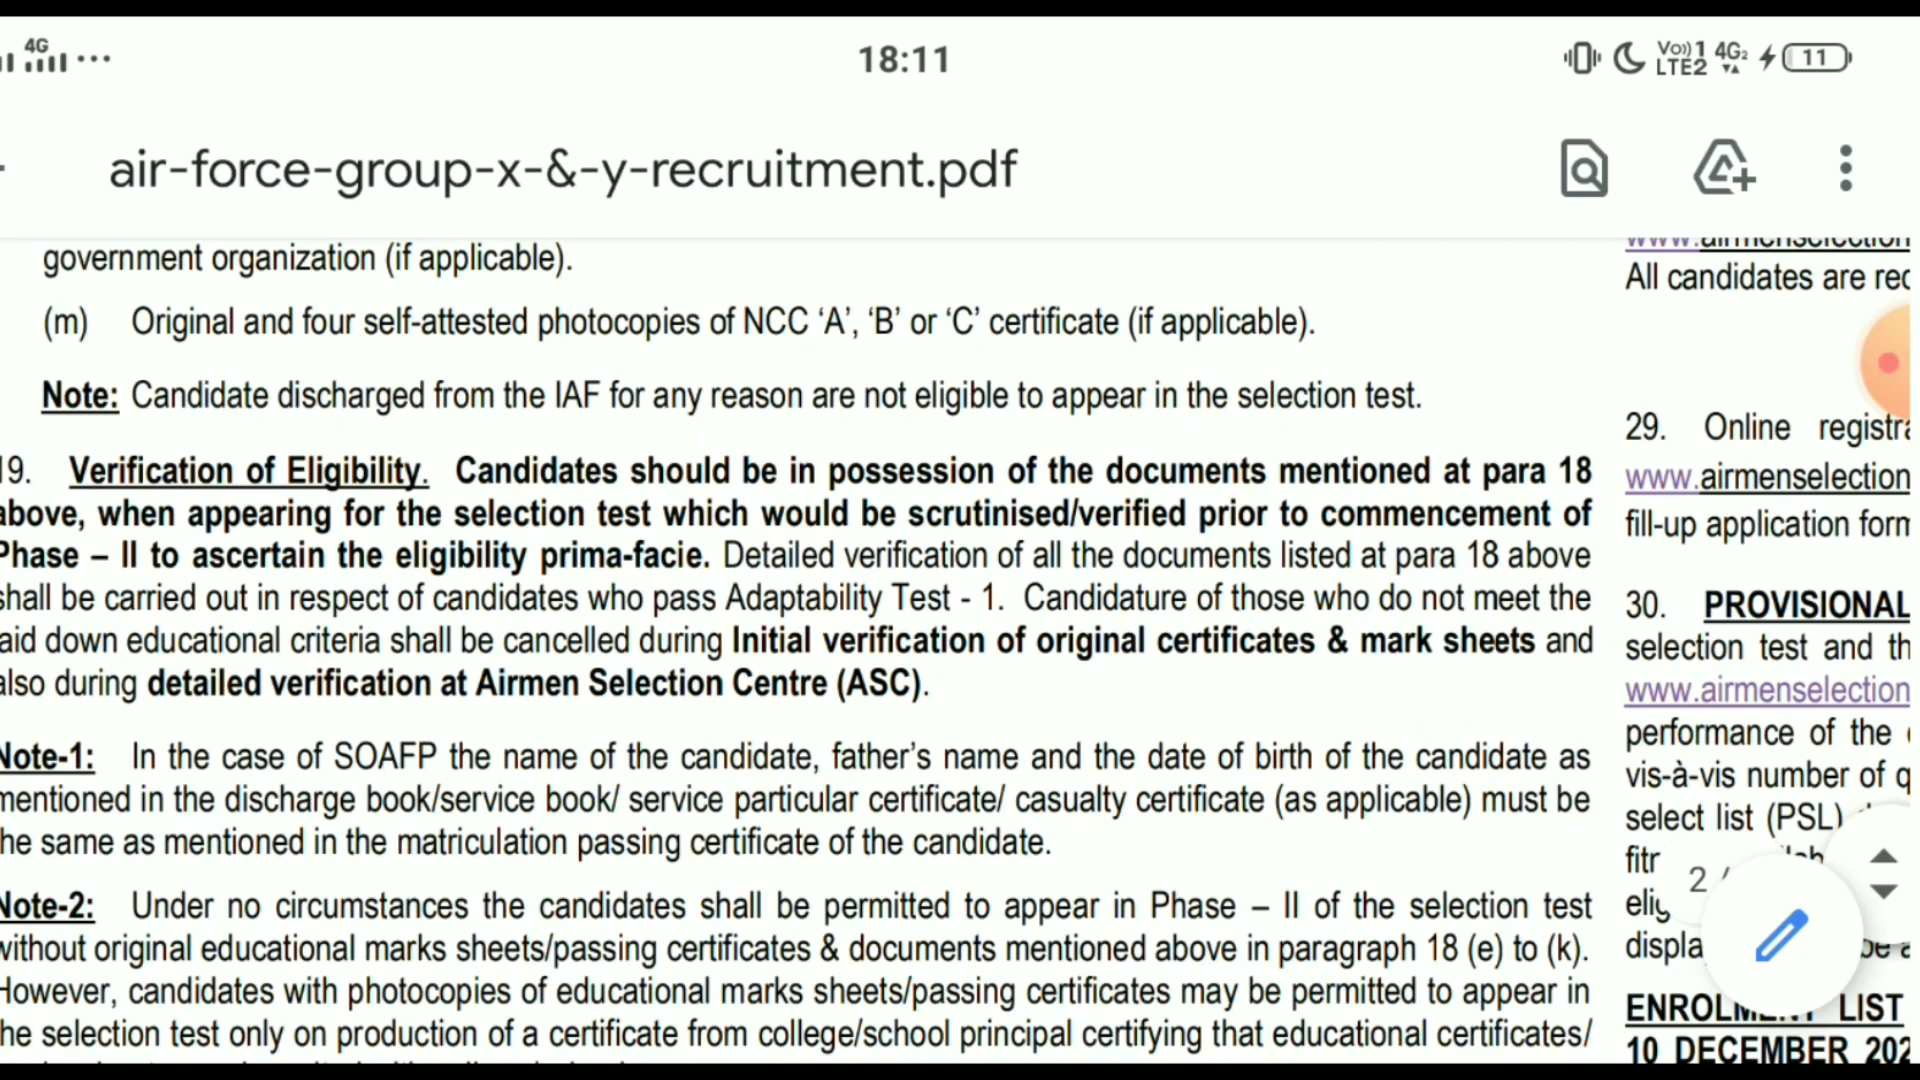 4G
18:11
Vo)) 1 4G2
LTE2
11
air-force-group-x-&-y-recruitment.pdf
government organization (if applicable).
(m) Original and four self-attested photocopies of NCC ‘A’, ‘B’ or ‘C’ certificate (if applicable).
Note: Candidate discharged from the IAF for any reason are not eligible to appear in the selection test.
19. Verification of Eligibility. Candidates should be in possession of the documents mentioned at para 18
above, when appearing for the selection test which would be scrutinised/verified prior to commencement of
Phase – II to ascertain the eligibility prima-facie. Detailed verification of all the documents listed at para 18 above
shall be carried out in respect of candidates who pass Adaptability Test - 1. Candidature of those who do not meet the
aid down educational criteria shall be cancelled during Initial verification of original certificates & mark sheets and
also during detailed verification at Airmen Selection Centre (ASC).
Note-1: In the case of SOAFP the name of the candidate, father’s name and the date of birth of the candidate as
mentioned in the discharge book/service book/ service particular certificate/ casualty certificate (as applicable) must be
the same as mentioned in the matriculation passing certificate of the candidate.
Note-2: Under no circumstances the candidates shall be permitted to appear in Phase – II of the selection test
without original educational marks sheets/passing certificates & documents mentioned above in paragraph 18 (e) to (k).
However, candidates with photocopies of educational marks sheets/passing certificates may be permitted to appear in
the selection test only on production of a certificate from college/school principal certifying that educational certificates/
www.airmenselection
All candidates are
29. Online
www.airmenselection
fill-up application form
30. PROVISIONAL
selection test and
www.airmenselection
performance of the
vis-à-vis number of
select list (PSL)
2 /
ENROLMENT LIST
10 DECEMBER 202